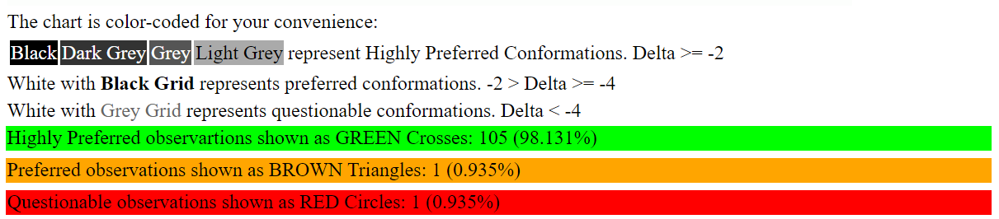 The chart is color-coded for your convenience:
Black Dark Grey Grey Light Grey represent Highly Preferred Conformations. Delta >= -2
White with Black Grid represents preferred conformations. -2 > Delta >= -4
White with Grey Grid represents questionable conformations. Delta < -4
Highly Preferred observartions shown as GREEN Crosses: 105 (98.131%)
Preferred observations shown as BROWN Triangles: 1 (0.935%)
Questionable observations shown as RED Circles: 1 (0.935%)